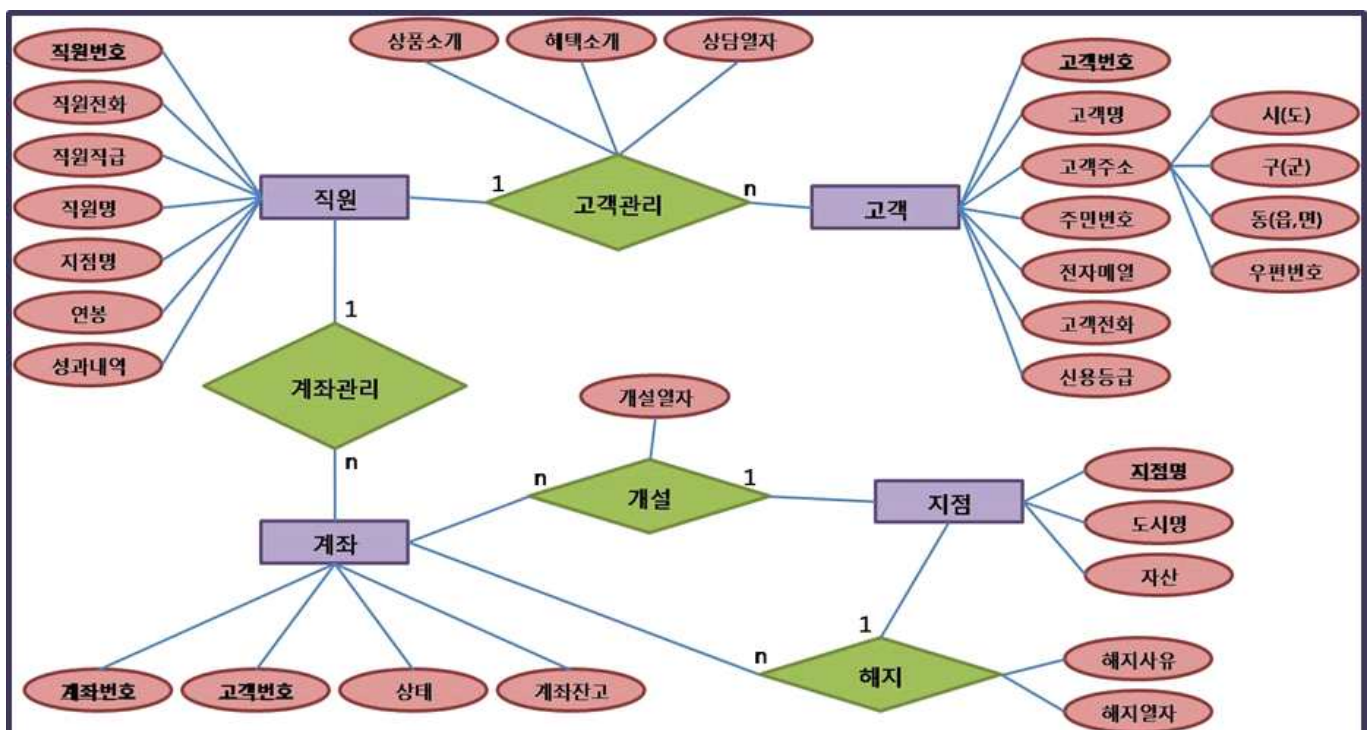 직원번호
직원전화
직원직급
직원명
지점명
연봉
성과내역
직원
상품소개
혜택소개
상담일자
1
고객관리
n
고객
고객번호
고객명
고객주소
주민번호
전자메일
고객전화
신용등급
시(도)
구(군)
동(읍,면)
우편번호
1
계좌관리
n
계좌
계좌번호
고객번호
상태
계좌잔고
개설일자
n
개설
1
지점
지점명
도시명
자산
1
n
해지
해지사유
해지일자